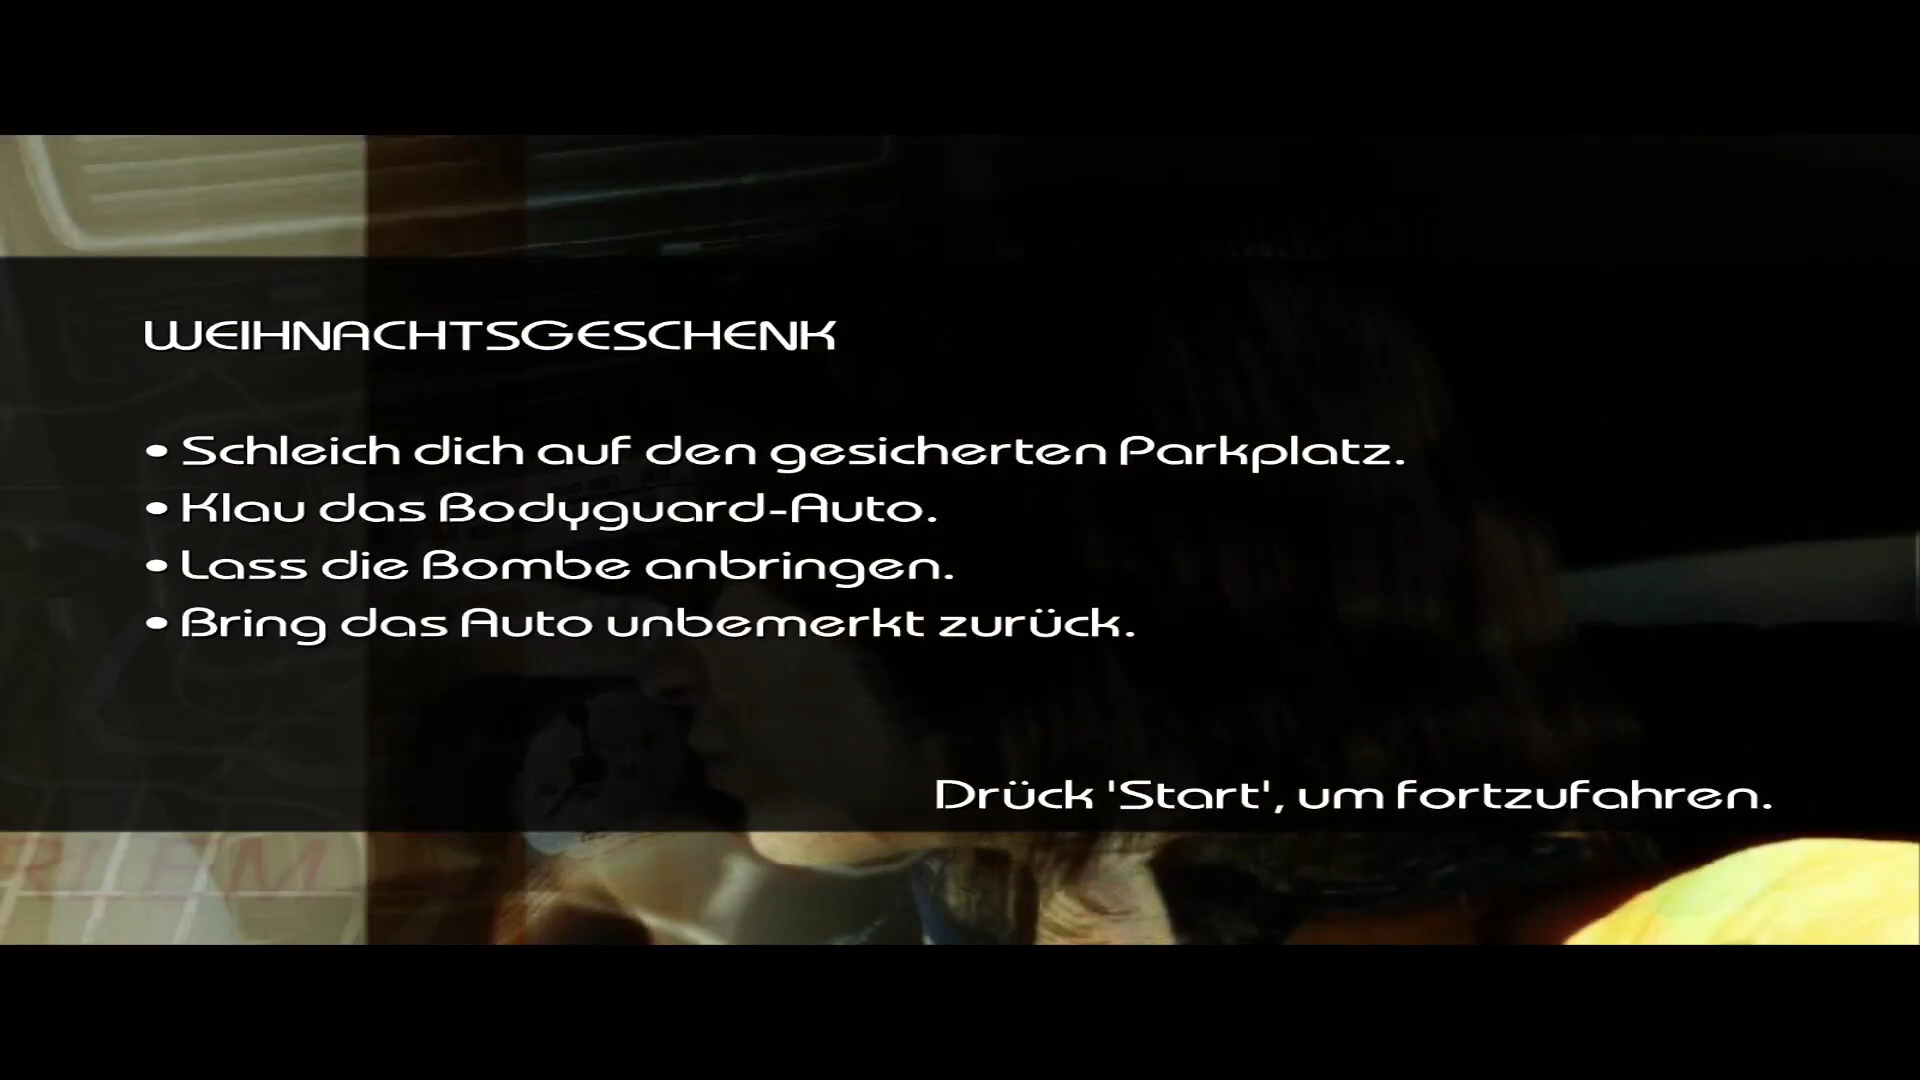 WEIHNACHTSGESCHENK
• Schleich dich auf den gesicherten Parkplatz.
• Klau das Bodyguard-Auto.
• Lass die Bombe anbringen.
• Bring das Auto unbemerkt zurück.
Drück 'Start', um fortzufahren.